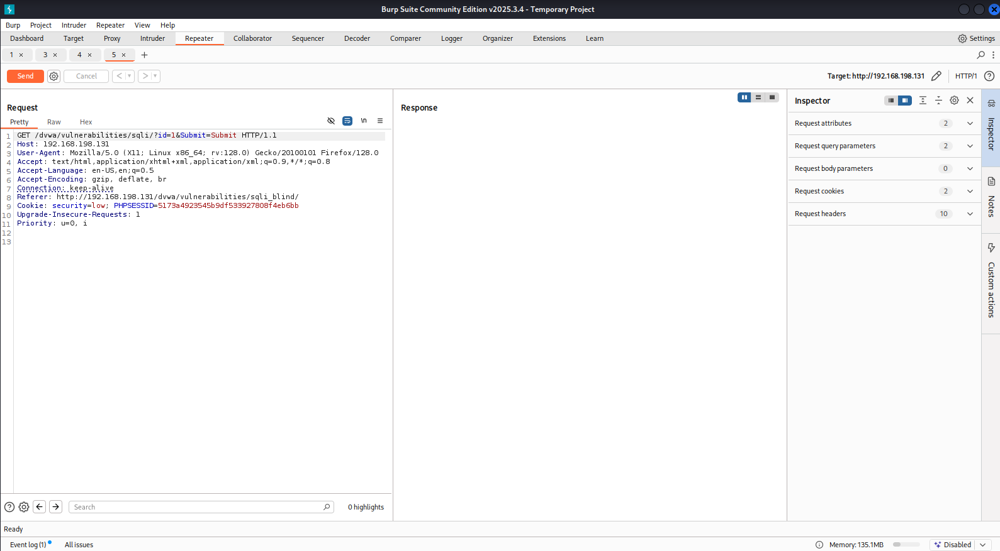 Burp Suite Community Edition v2025.3.4 - Temporary Project
Burp Project Intruder Repeater View Help
Dashboard Target Proxy Intruder Repeater Collaborator Sequencer Decoder Comparer Logger Organizer Extensions Learn Settings
1 × 3 × 4 × 5 × +
Send Cancel < > Target: http://192.168.198.131 HTTP/1
Request
Pretty Raw Hex \n
1 GET /dvwa/vulnerabilities/sqli/?id=1&Submit=Submit HTTP/1.1
2 Host: 192.168.198.131
3 User-Agent: Mozilla/5.0 (X11; Linux x86_64; rv:128.0) Gecko/20100101 Firefox/128.0
4 Accept: text/html,application/xhtml+xml,application/xml;q=0.9,*/*;q=0.8
5 Accept-Language: en-US,en;q=0.5
6 Accept-Encoding: gzip, deflate, br
7 Connection: keep-alive
8 Referer: http://192.168.198.131/dvwa/vulnerabilities/sqli_blind/
9 Cookie: security=low; PHPSESSID=5173a4923545b9df533927808f4eb6bb
10 Upgrade-Insecure-Requests: 1
11 Priority: u=0, i
12
13
Search 0 highlights
Response
Inspector
Request attributes 2
Request query parameters 2
Request body parameters 0
Request cookies 2
Request headers 10
Inspector
Notes
Custom actions
Ready
Event log (1) All issues Memory: 135.1MB Disabled